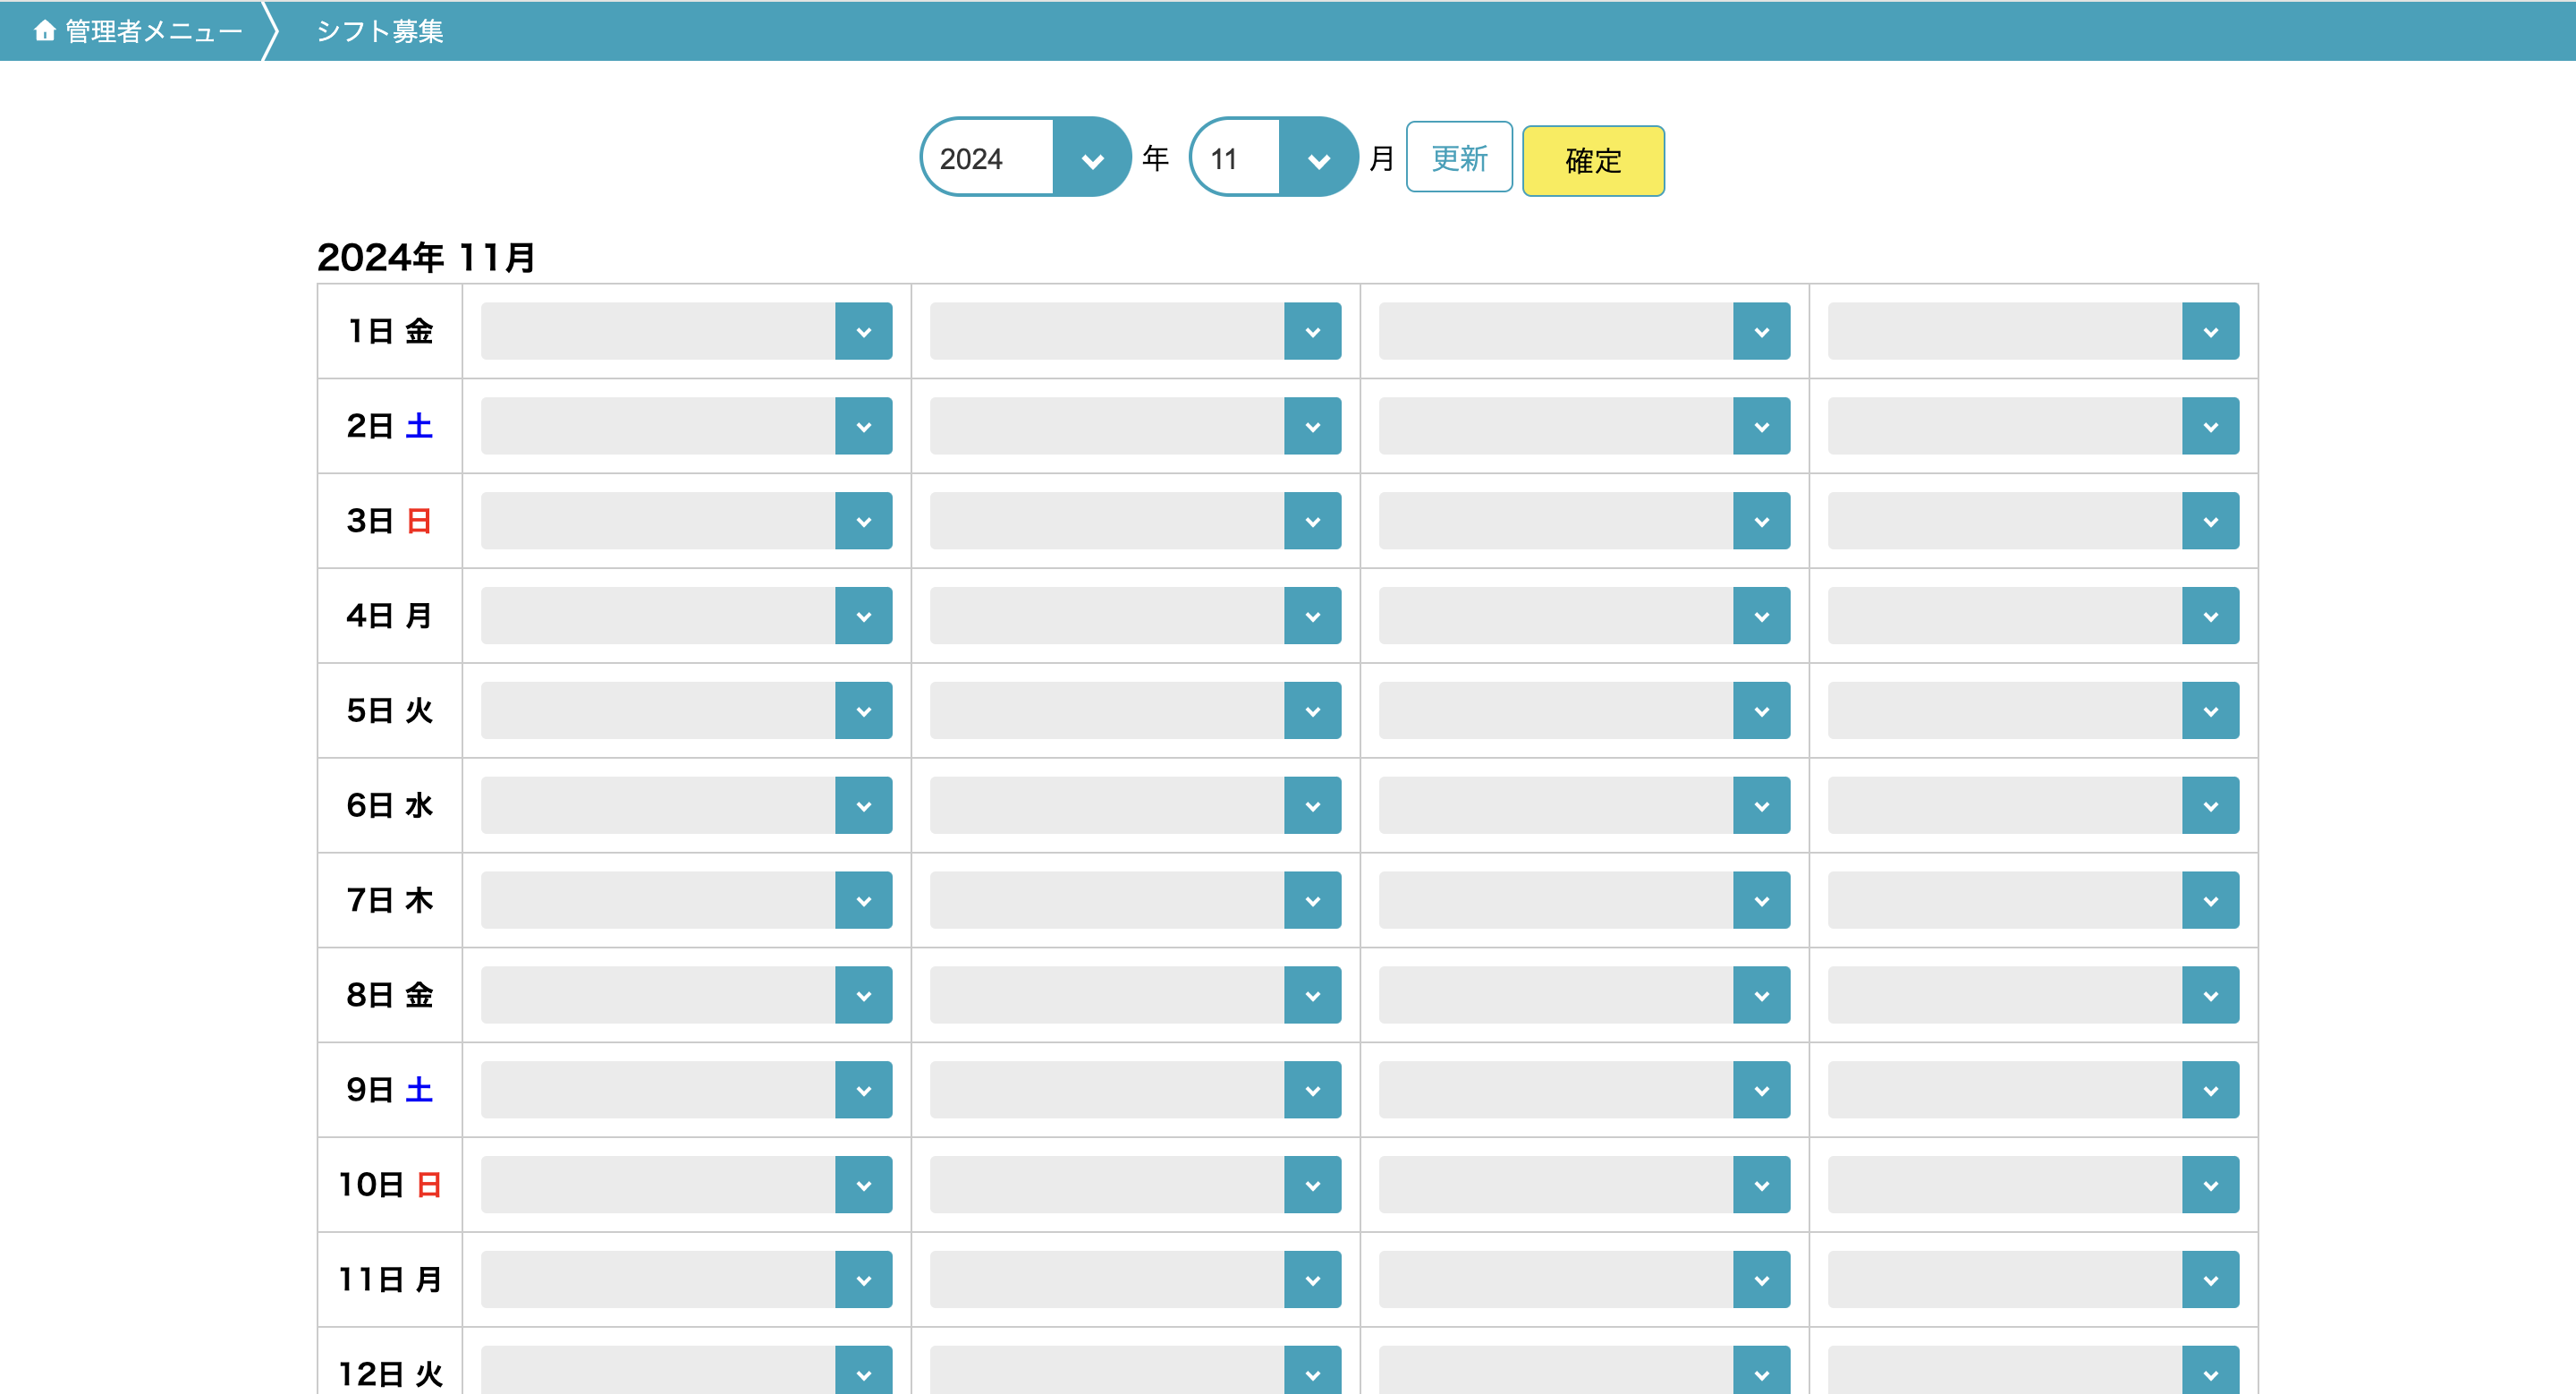 管理者メニュー シフト募集
2024 年 11 月 更新 確定
2024年 11月
1日 金
2日 土
3日 日
4日 月
5日 火
6日 水
7日 木
8日 金
9日 土
10日 日
11日 月
12日 火